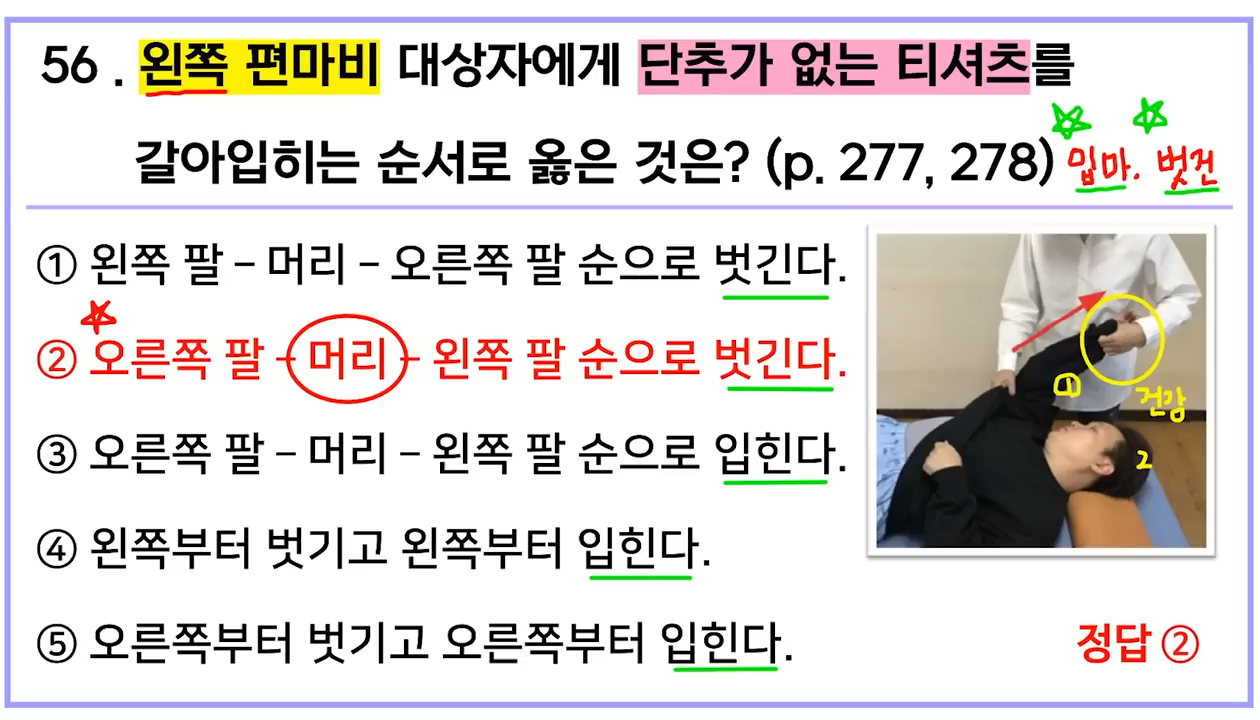 56. 왼쪽 편마비 대상자에게 단추가 없는 티셔츠를
갈아입히는 순서로 옳은 것은? (p. 277, 278) 입마. 벗건
① 왼쪽 팔 – 머리 – 오른쪽 팔 순으로 벗긴다.
② 오른쪽 팔 – 머리 – 왼쪽 팔 순으로 벗긴다.
③ 오른쪽 팔 – 머리 – 왼쪽 팔 순으로 입힌다.
④ 왼쪽부터 벗기고 왼쪽부터 입힌다.
⑤ 오른쪽부터 벗기고 오른쪽부터 입힌다.
①
건강
2
정답 ②